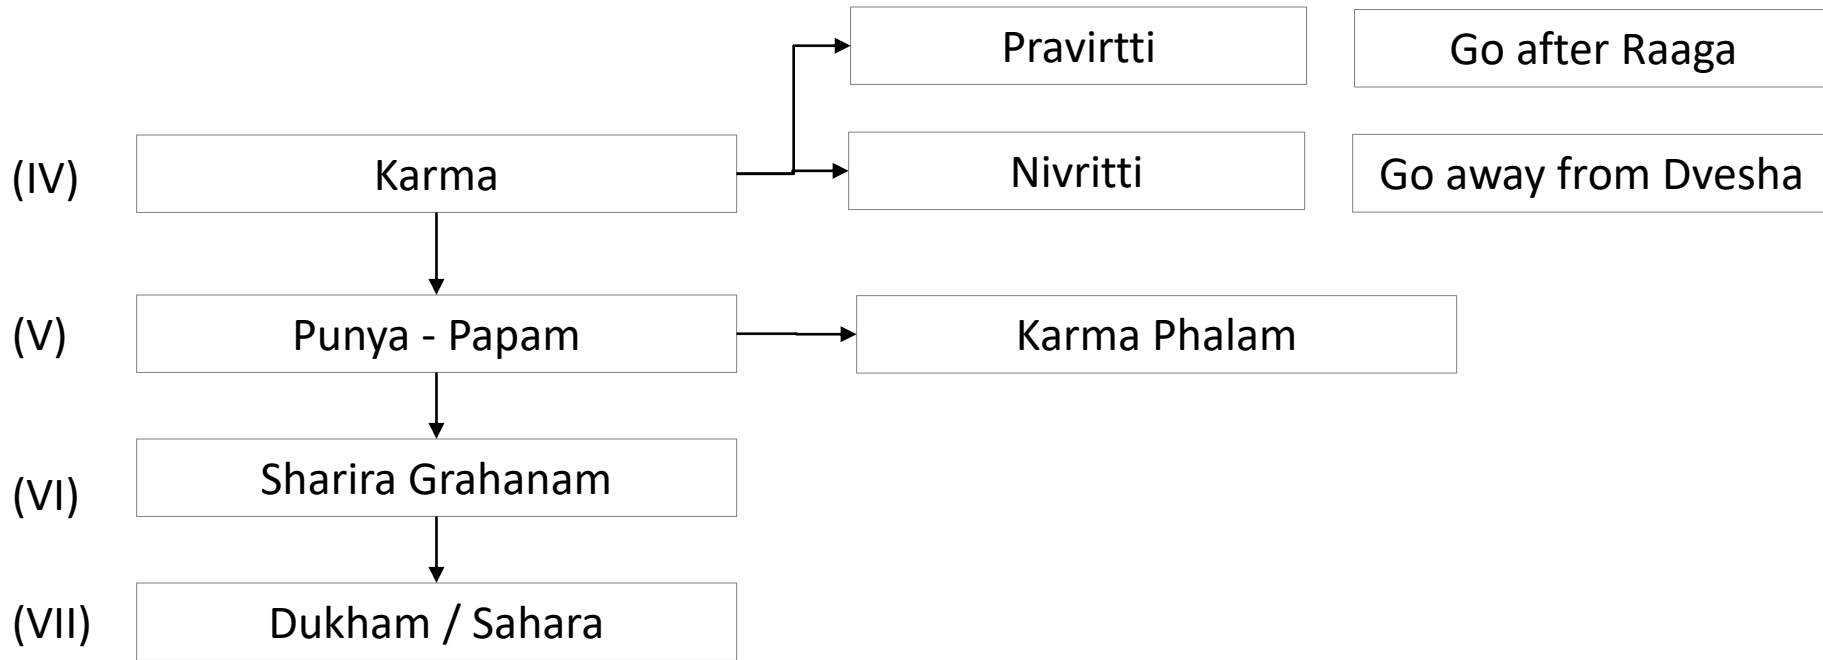 Pravirtti
Go after Raaga
(IV)
Karma
Nivritti
Go away from Dvesha
(V)
Punya - Papam
Karma Phalam
(VI)
Sharira Grahanam
(VII)
Dukham / Sahara